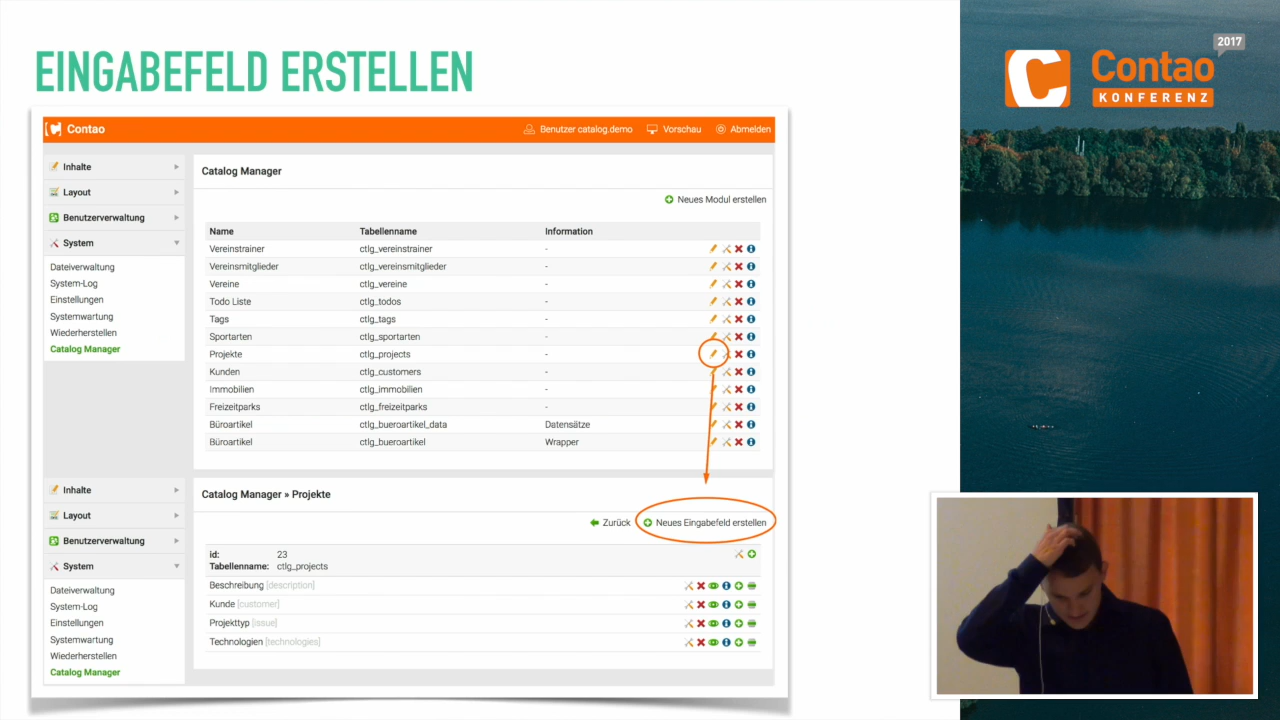 EINGABEFELD ERSTELLEN
2017
Contao
KONFERENZ
Contao
Benutzer catalog.demo Vorschau Abmelden
Inhalte
Layout
Benutzerverwaltung
System
Dateiverwaltung
System-Log
Einstellungen
Systemwartung
Wiederherstellen
Catalog Manager
Catalog Manager
Neues Modul erstellen
Name Tabellenname Information
Vereinstrainer ctlg_vereinstrainer -
Vereinsmitglieder ctlg_vereinsmitglieder -
Vereine ctlg_vereine -
Todo Liste ctlg_todos -
Tags ctlg_tags -
Sportarten ctlg_sportarten -
Projekte ctlg_projects -
Kunden ctlg_customers -
Immobilien ctlg_immobilien -
Freizeitparks ctlg_freizeitparks -
Büroartikel ctlg_bueroartikel_data Datensätze
Büroartikel ctlg_bueroartikel Wrapper
Inhalte
Layout
Benutzerverwaltung
System
Dateiverwaltung
System-Log
Einstellungen
Systemwartung
Wiederherstellen
Catalog Manager
Catalog Manager » Projekte
Zurück Neues Eingabefeld erstellen
id: 23
Tabellenname: ctlg_projects
Beschreibung [description]
Kunde [customer]
Projekttyp [issue]
Technologien [technologies]